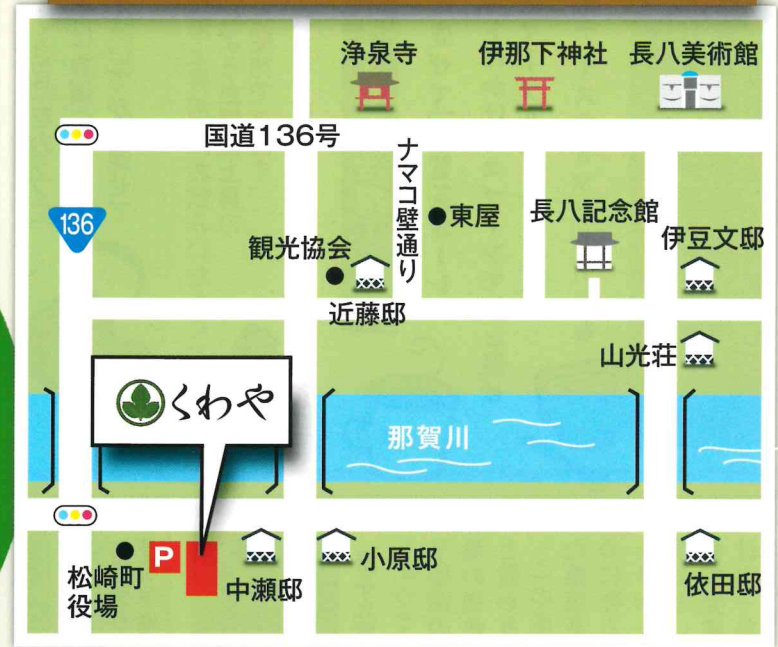 浄泉寺
伊那下神社
長八美術館
国道136号
136
ナマコ壁通り
東屋
長八記念館
伊豆文邸
観光協会
近藤邸
山光荘
くわや
那賀川
松崎町
役場
P
中瀬邸
小原邸
依田邸